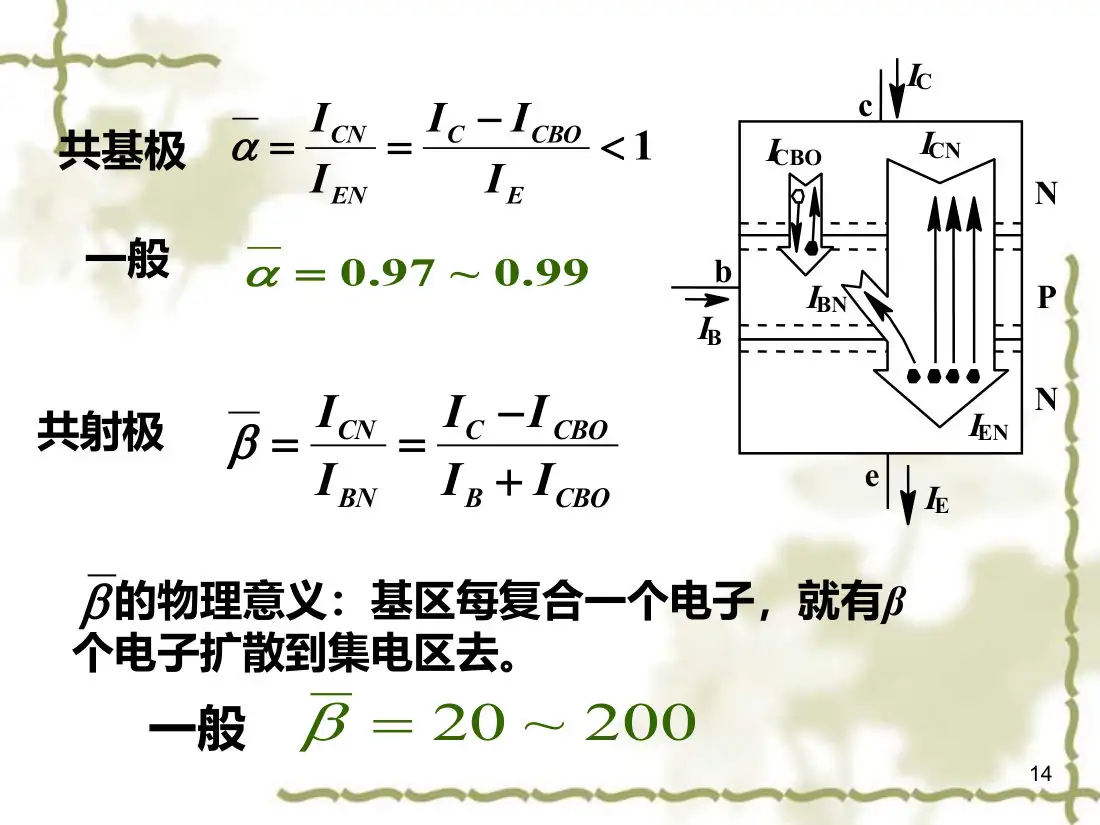 共基极 ᾱ = I_CN / I_EN = (I_C − I_CBO) / I_E < 1
一般 ᾱ = 0.97 ~ 0.99
共射极 β̄ = I_CN / I_BN = (I_C − I_CBO) / (I_B + I_CBO)
β̄的物理意义：基区每复合一个电子，就有β
个电子扩散到集电区去。
一般 β̄ = 20 ~ 200
I_C
c
I_CBO
I_CN
N
b
I_BN
P
I_B
N
I_EN
e
I_E
14